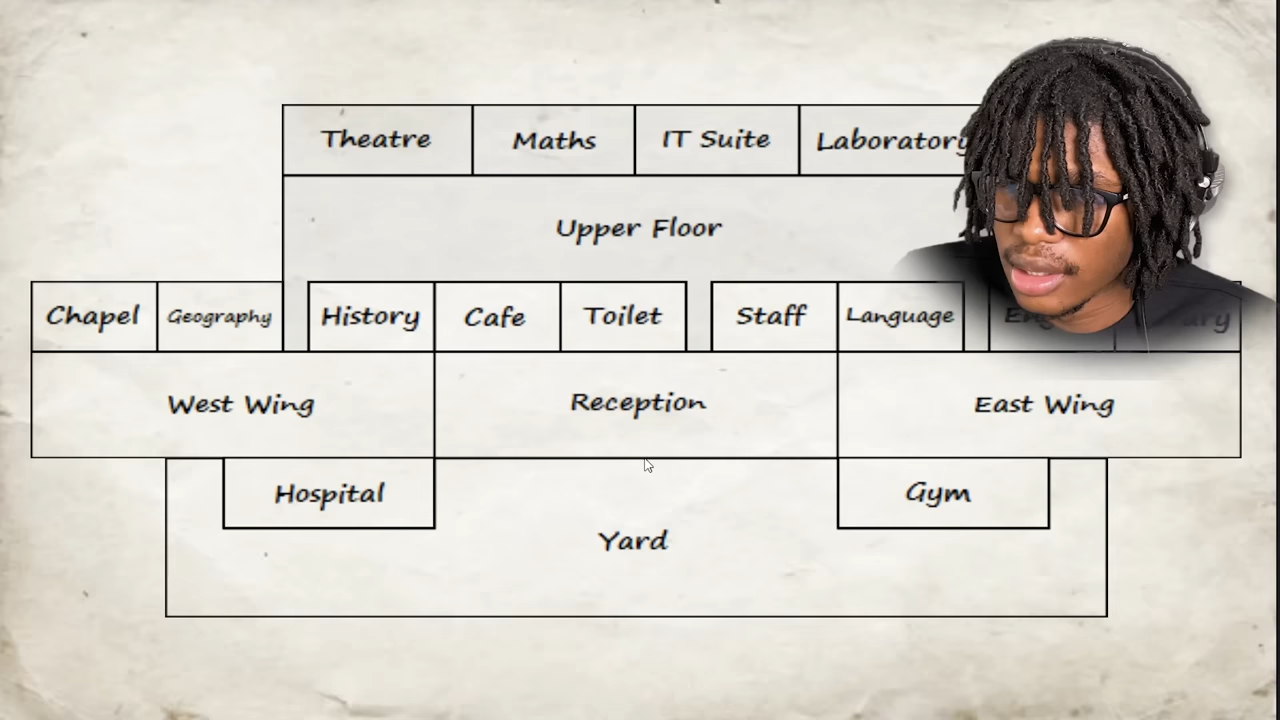 Theatre Maths IT Suite Laboratory
Upper Floor
Chapel Geography History Cafe Toilet Staff Language
West Wing Reception East Wing
Hospital Gym
Yard